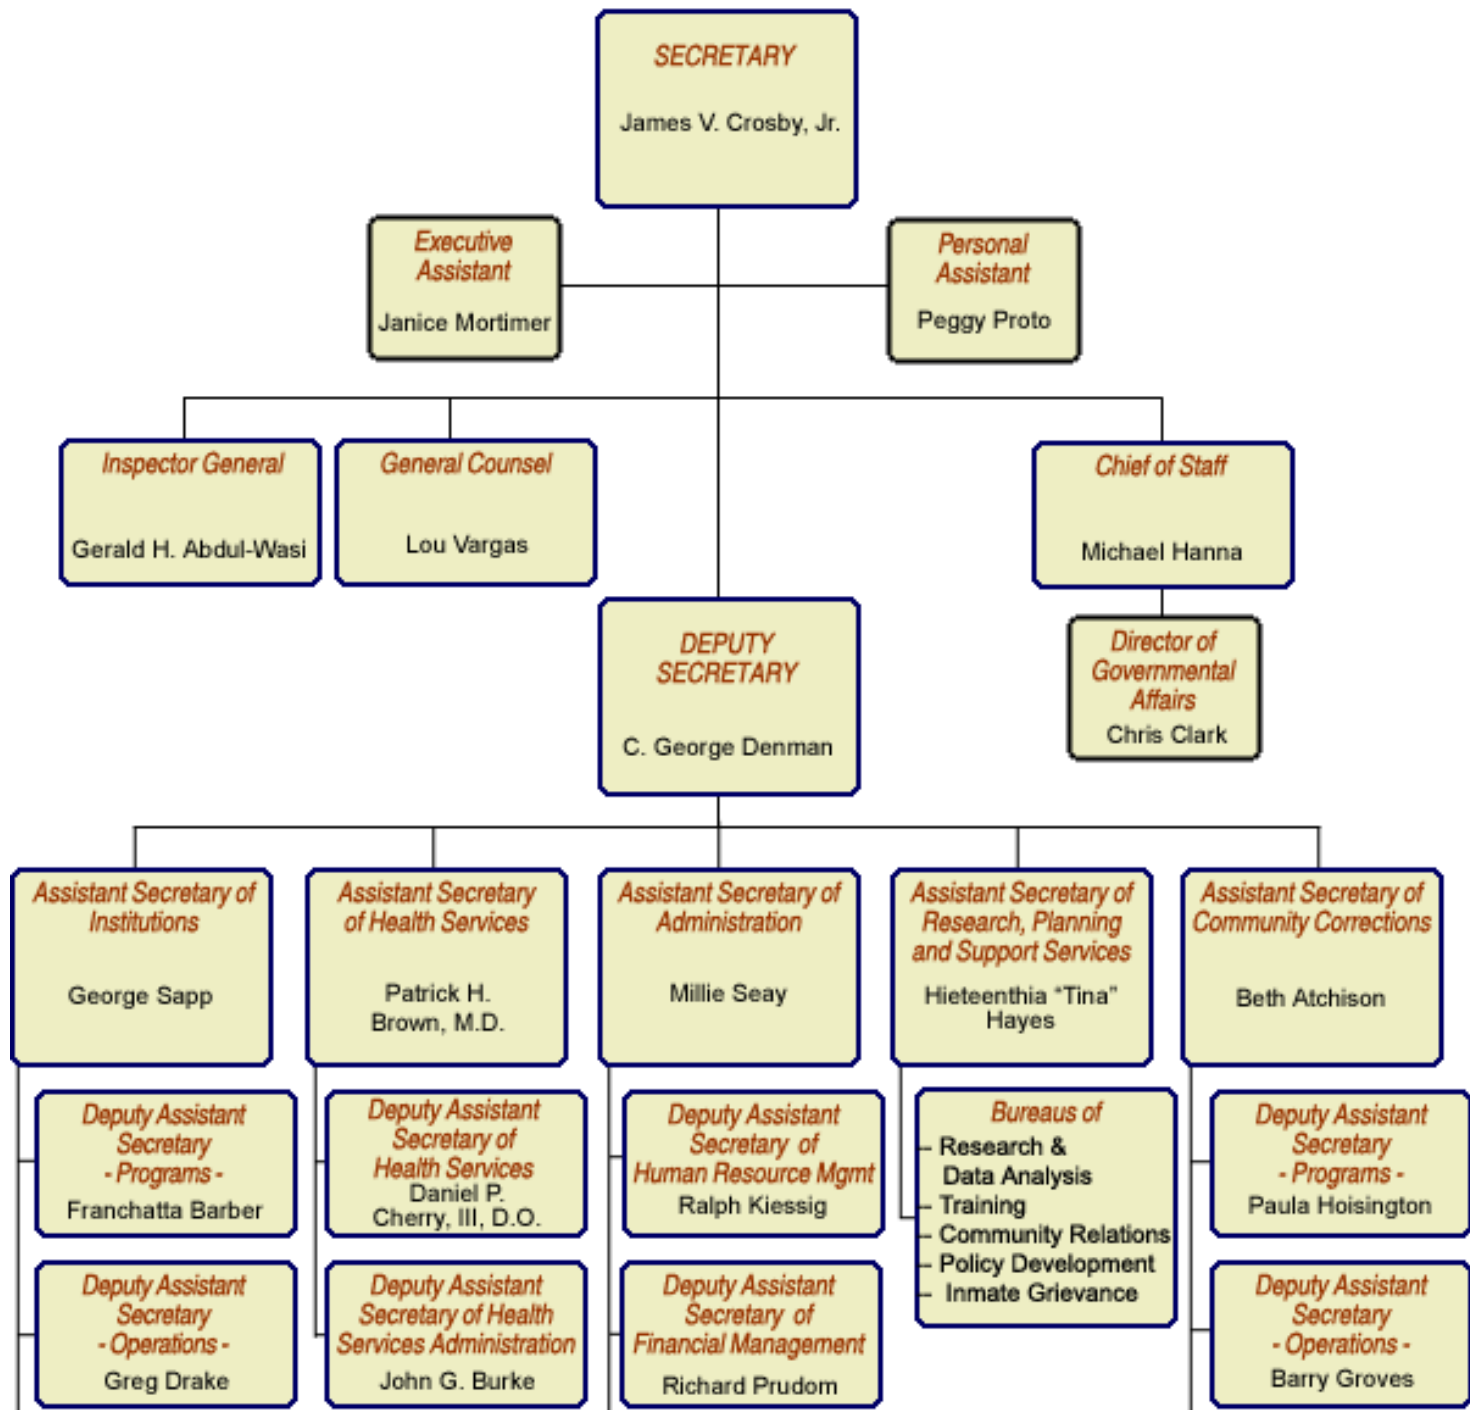 SECRETARY
James V. Crosby, Jr.
Executive
Assistant
Janice Mortimer
Personal
Assistant
Peggy Proto
Inspector General
Gerald H. Abdul-Wasi
General Counsel
Lou Vargas
Chief of Staff
Michael Hanna
Director of
Governmental
Affairs
Chris Clark
DEPUTY
SECRETARY
C. George Denman
Assistant Secretary of
Institutions
George Sapp
Assistant Secretary
of Health Services
Patrick H.
Brown, M.D.
Assistant Secretary of
Administration
Millie Seay
Assistant Secretary of
Research, Planning
and Support Services
Hieteenthia “Tina”
Hayes
Assistant Secretary of
Community Corrections
Beth Atchison
Deputy Assistant
Secretary
- Programs -
Franchatta Barber
Deputy Assistant
Secretary of
Health Services
Daniel P.
Cherry, III, D.O.
Deputy Assistant
Secretary of
Human Resource Mgmt
Ralph Kiessig
Bureaus of
– Research &
Data Analysis
– Training
– Community Relations
– Policy Development
– Inmate Grievance
Deputy Assistant
Secretary
- Programs -
Paula Hoisington
Deputy Assistant
Secretary
- Operations -
Greg Drake
Deputy Assistant
Secretary of Health
Services Administration
John G. Burke
Deputy Assistant
Secretary of
Financial Management
Richard Prudom
Deputy Assistant
Secretary
- Operations -
Barry Groves